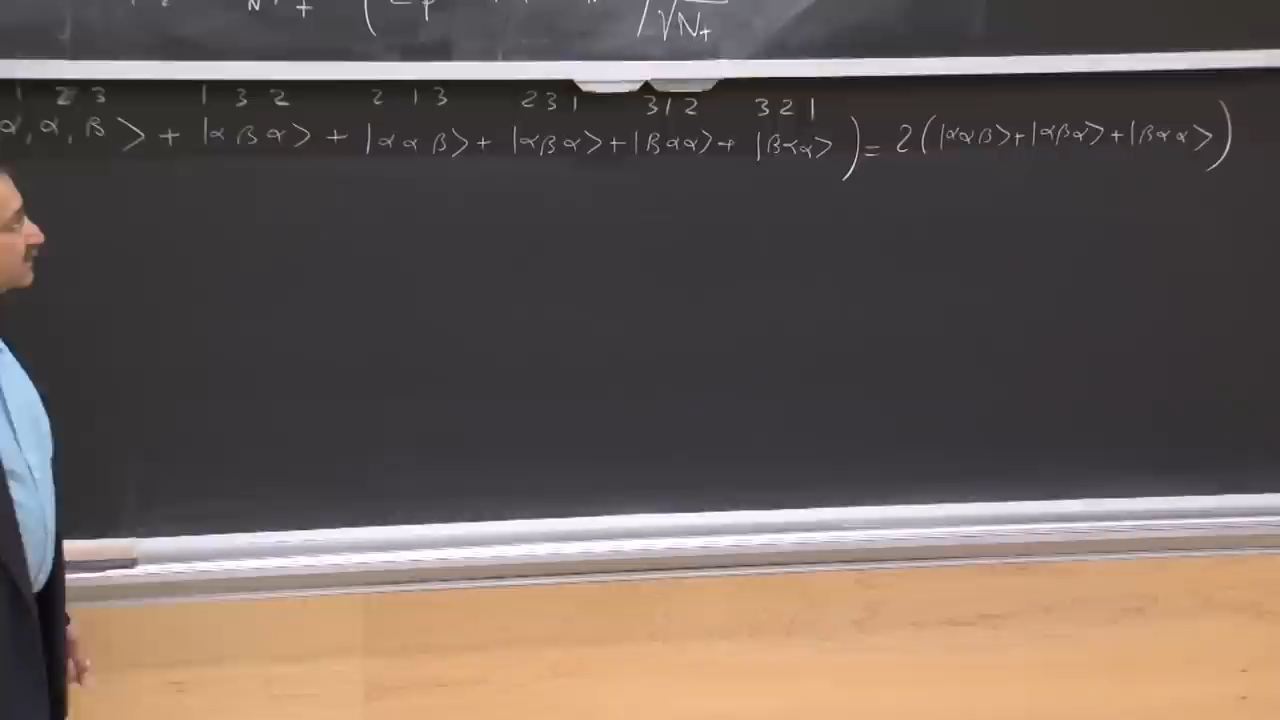 N₊ ( Σp /√N₊
1 2 3 1 3 2 2 1 3 2 3 1 3 1 2 3 2 1
α, α, β > + |α β α> + |α α β> + |α β α> + |β α α> + |β α α> ) = 2(|α α β> + |α β α> + |β α α>)